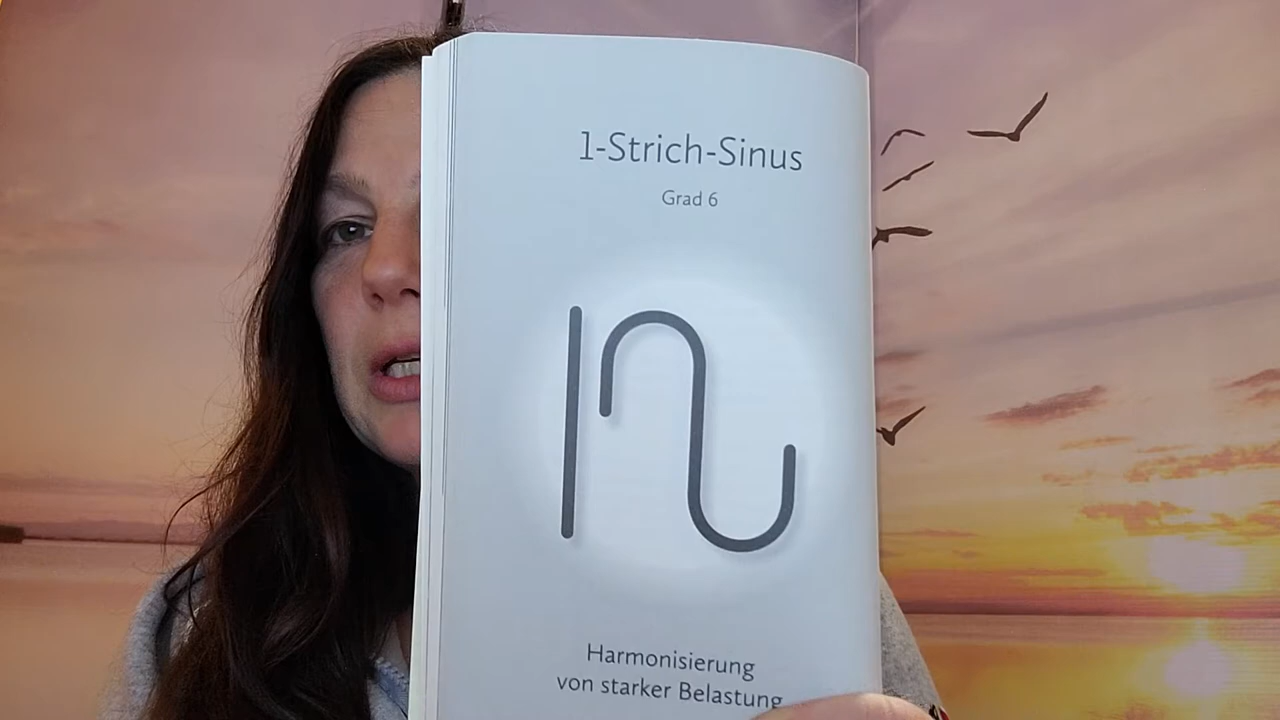 1-Strich-Sinus
Grad 6
Harmonisierung
von starker Belastung